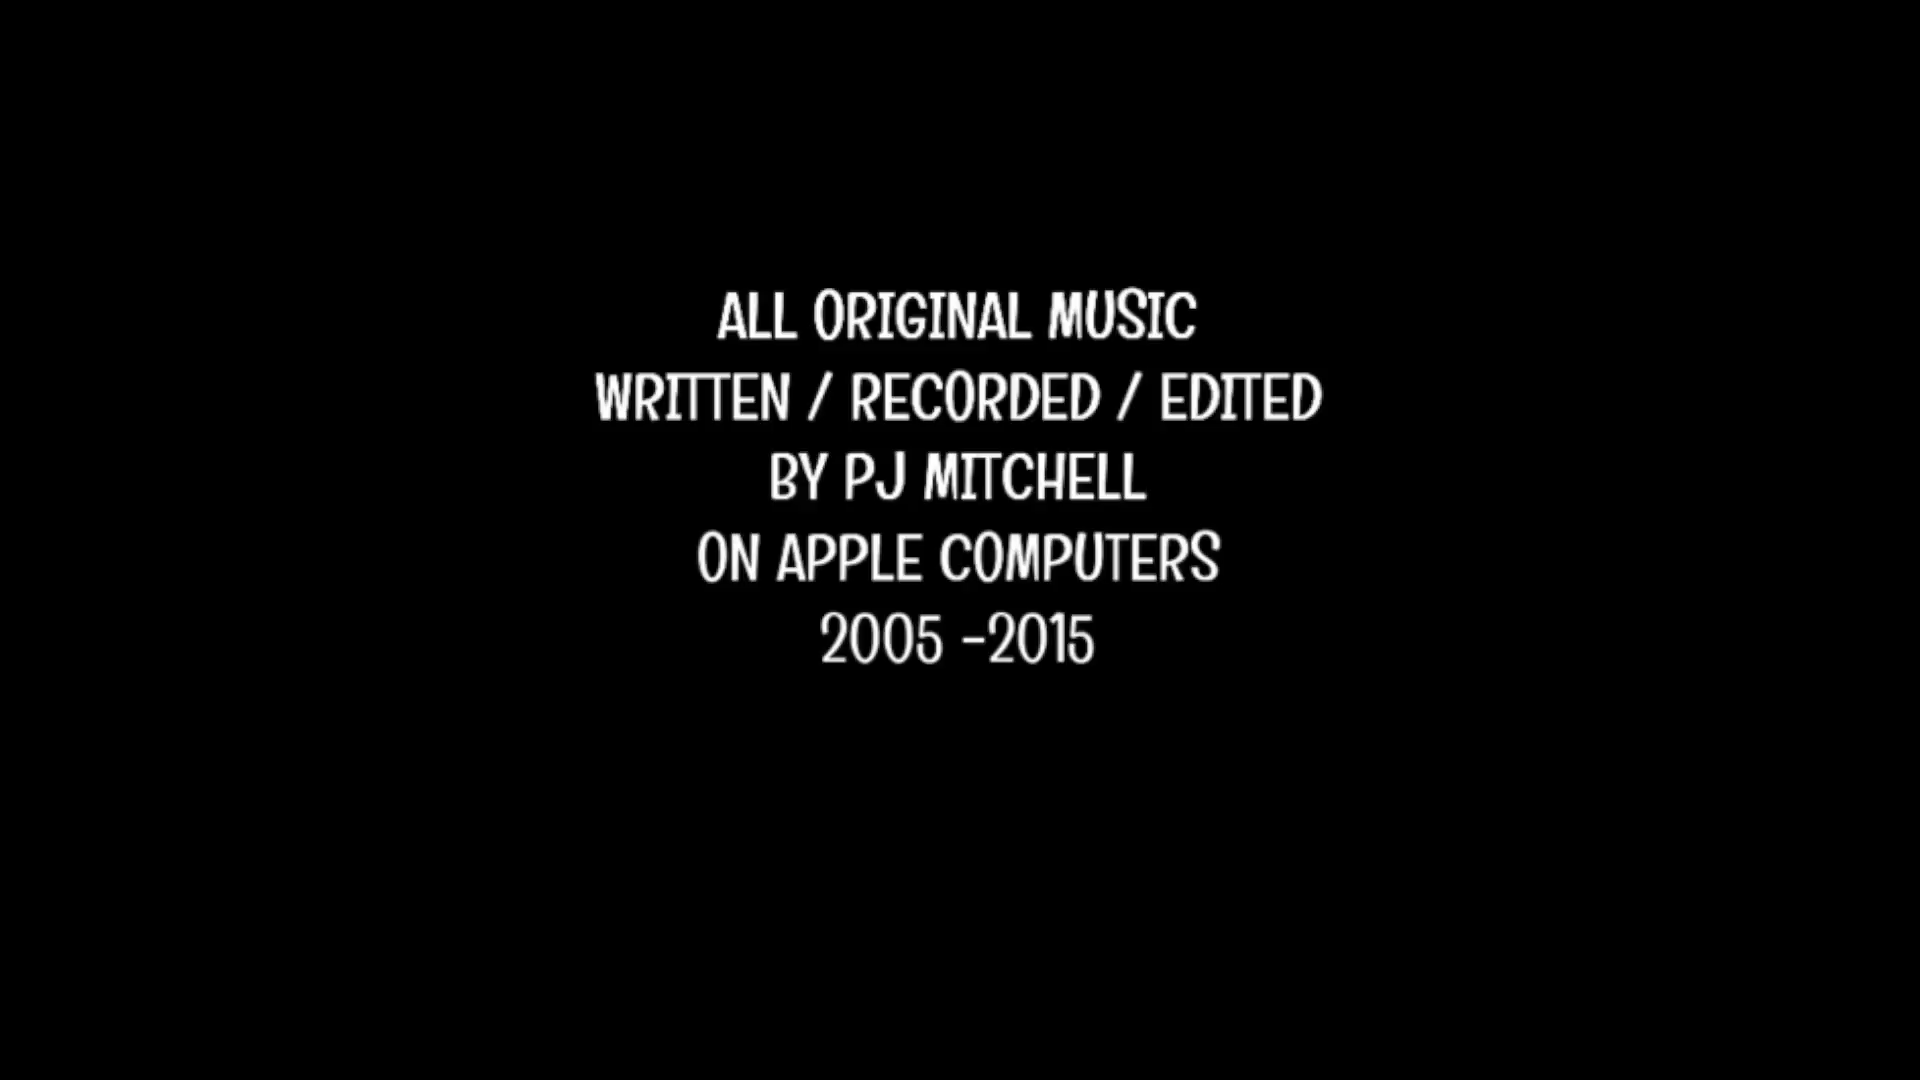 ALL ORIGINAL MUSIC
WRITTEN / RECORDED / EDITED
BY PJ MITCHELL
ON APPLE COMPUTERS
2005 -2015